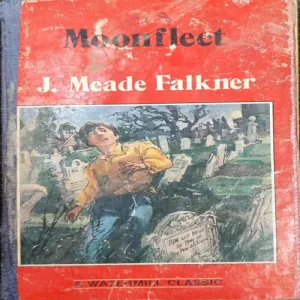 Moonfleet
J. Meade Falkner
A WATERMILL CLASSIC